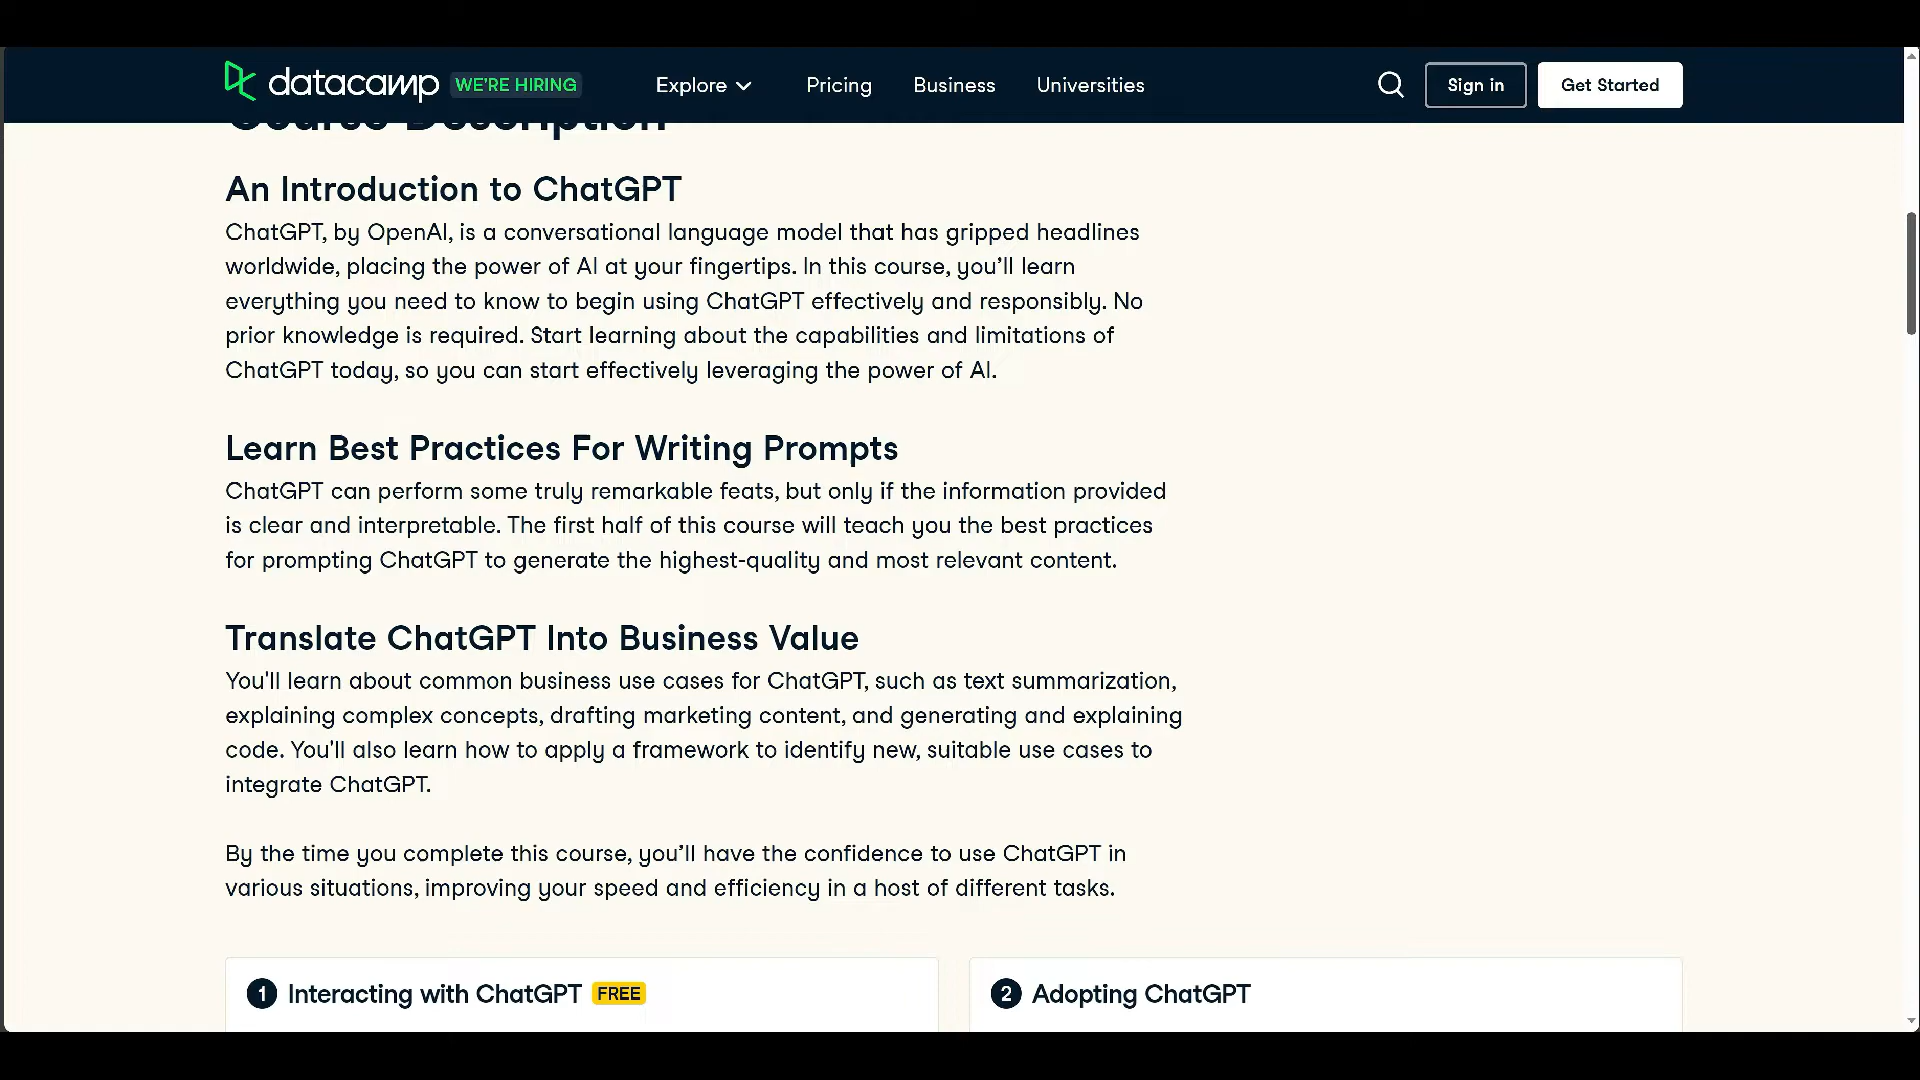 datacamp WE'RE HIRING Explore Pricing Business Universities Sign in Get Started
Course Description
An Introduction to ChatGPT
ChatGPT, by OpenAI, is a conversational language model that has gripped headlines
worldwide, placing the power of AI at your fingertips. In this course, you’ll learn
everything you need to know to begin using ChatGPT effectively and responsibly. No
prior knowledge is required. Start learning about the capabilities and limitations of
ChatGPT today, so you can start effectively leveraging the power of AI.
Learn Best Practices For Writing Prompts
ChatGPT can perform some truly remarkable feats, but only if the information provided
is clear and interpretable. The first half of this course will teach you the best practices
for prompting ChatGPT to generate the highest-quality and most relevant content.
Translate ChatGPT Into Business Value
You'll learn about common business use cases for ChatGPT, such as text summarization,
explaining complex concepts, drafting marketing content, and generating and explaining
code. You'll also learn how to apply a framework to identify new, suitable use cases to
integrate ChatGPT.
By the time you complete this course, you’ll have the confidence to use ChatGPT in
various situations, improving your speed and efficiency in a host of different tasks.
1 Interacting with ChatGPT FREE
2 Adopting ChatGPT